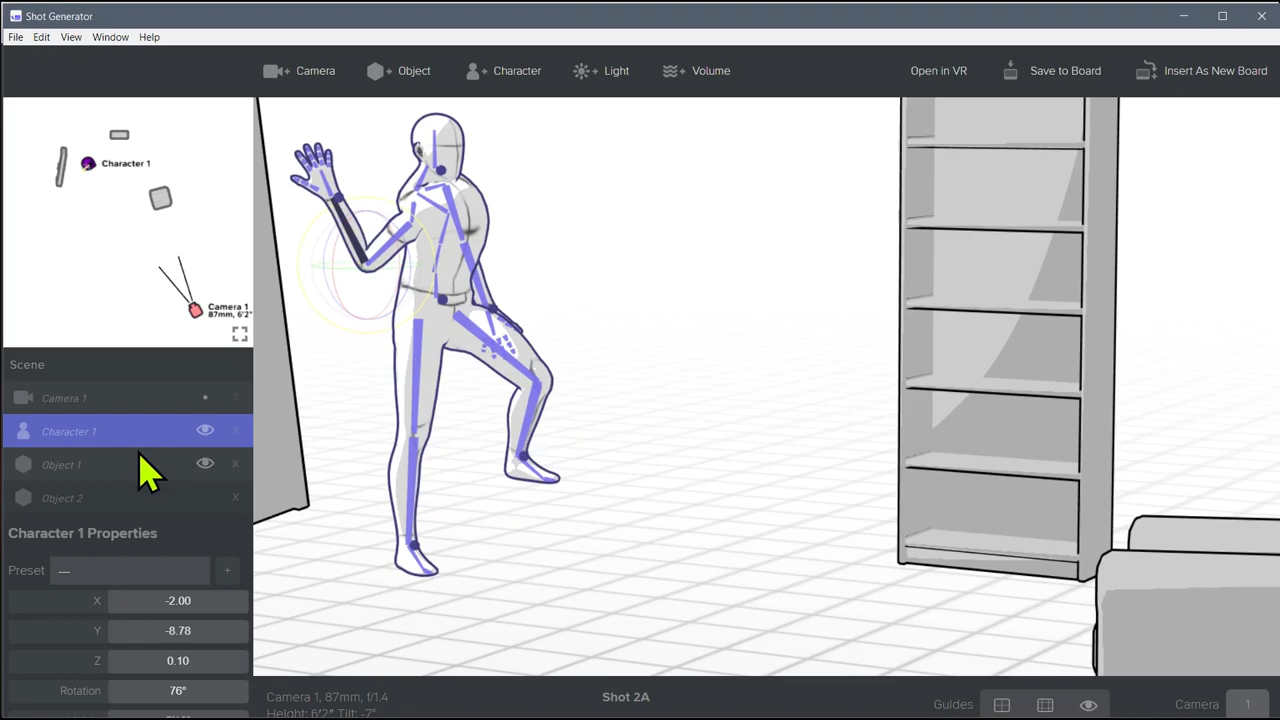 Shot Generator
File Edit View Window Help
Camera Object Character Light Volume Open in VR Save to Board Insert As New Board
Character 1
Camera 1
87mm, 6'2"
Scene
Camera 1
Character 1 x
Object 1 x
Object 2 x
Character 1 Properties
Preset — +
X -2.00
Y -8.78
Z 0.10
Rotation 76°
Camera 1, 87mm, f/1.4
Height: 6'2" Tilt: -7°
Shot 2A
Guides
Camera 1